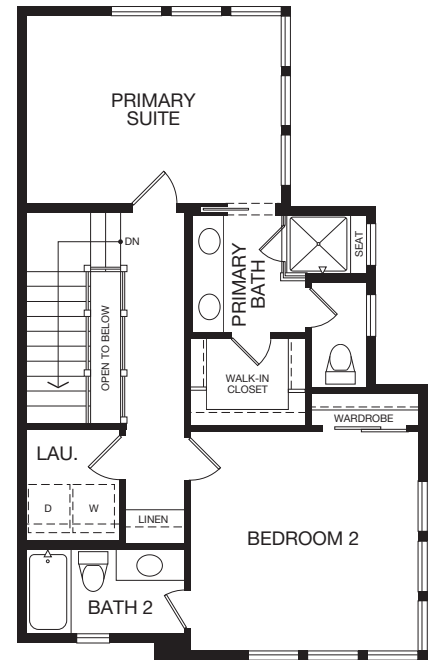 PRIMARY
SUITE
DN
OPEN TO BELOW
PRIMARY
BATH
SEAT
WALK-IN
CLOSET
WARDROBE
LAU.
D
W
LINEN
BEDROOM 2
BATH 2